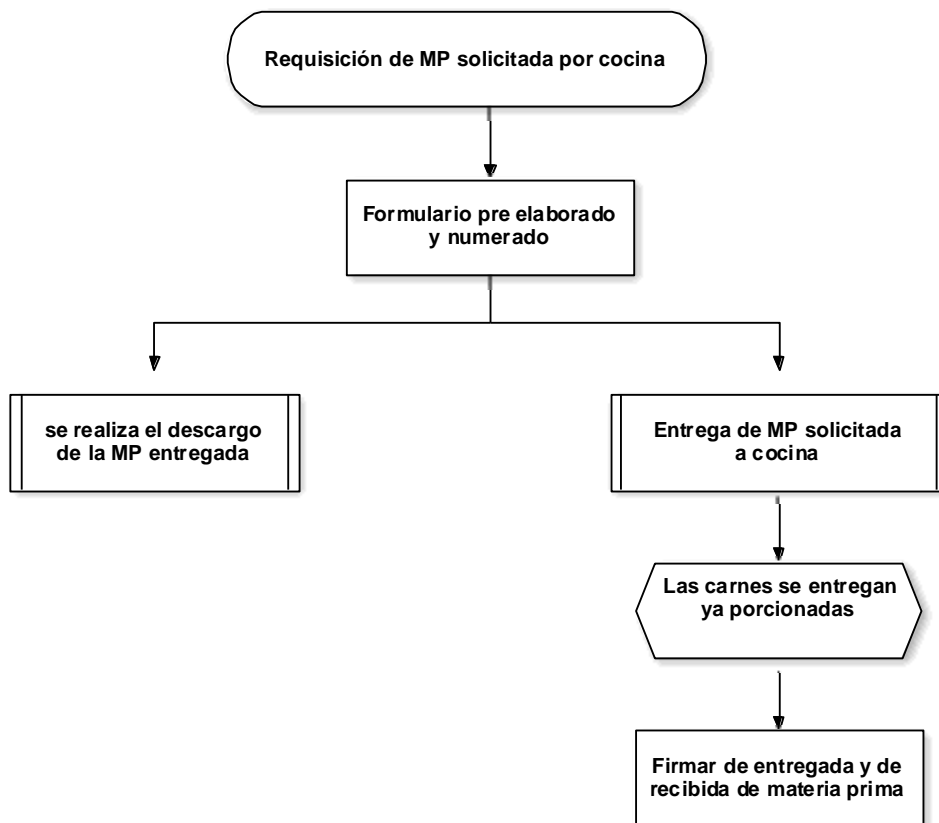 Requisición de MP solicitada por cocina
Formulario pre elaborado
y numerado
se realiza el descargo
de la MP entregada
Entrega de MP solicitada
a cocina
Las carnes se entregan
ya porcionadas
Firmar de entregada y de
recibida de materia prima